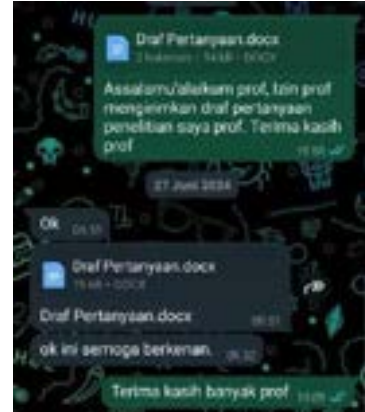 Draf Pertanyaan.docx
Assalamu'alaikum prof, Izin prof
mengirimkan draf pertanyaan
penelitian saya prof. Terima kasih
prof
27 Juni 2024
Ok
Draf Pertanyaan.docx
Draf Pertanyaan.docx
ok ini semoga berkenan.
Terima kasih banyak prof